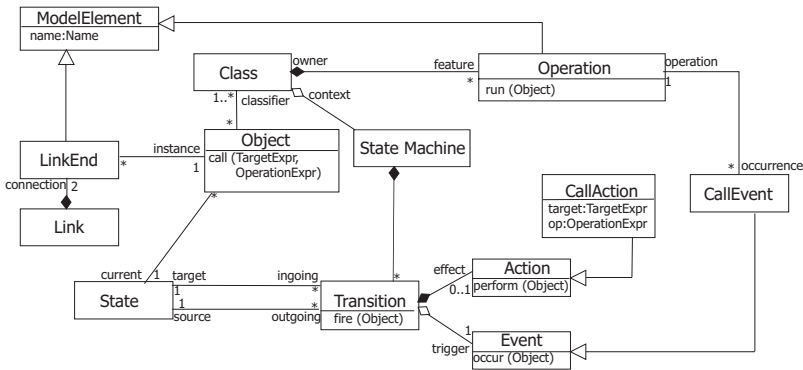 ModelElement
name:Name
Class
owner
feature
*
Operation
run (Object)
operation
1
1..*
classifier
context
*
Object
call (TargetExpr,
OperationExpr)
State Machine
LinkEnd
*
instance
1
connection
2
Link
*
*
occurrence
CallEvent
CallAction
target:TargetExpr
op:OperationExpr
current
1
target
1
ingoing
*
State
1
source
*
outgoing
*
Transition
fire (Object)
effect
0..1
Action
perform (Object)
1
trigger
Event
occur (Object)